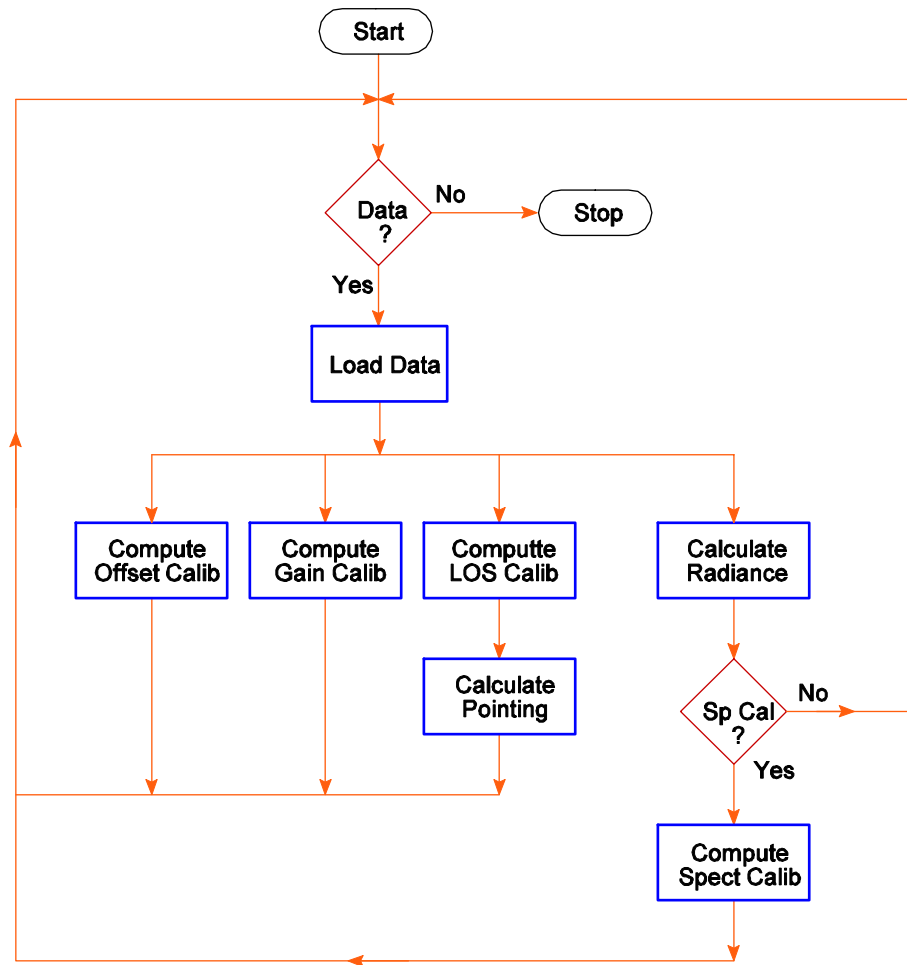 Start
Data
?
No
Stop
Yes
Load Data
Compute
Offset Calib
Compute
Gain Calib
Computte
LOS Calib
Calculate
Radiance
Calculate
Pointing
Sp Cal
?
No
Yes
Compute
Spect Calib